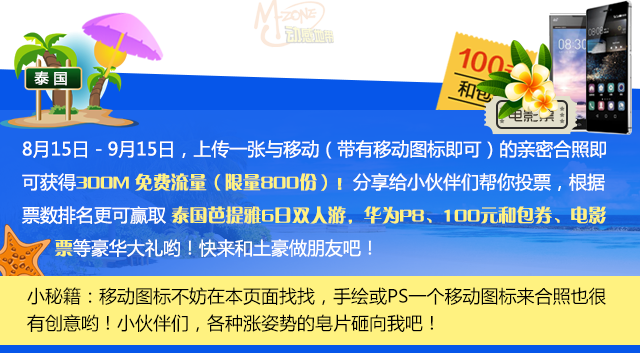 M-ZONE
动感地带
泰国
100元
和包
电影票
08:30
8月15日 - 9月15日，上传一张与移动（带有移动图标即可）的亲密合照即
可获得300M 免费流量（限量800份）！分享给小伙伴们帮你投票，根据
票数排名更可赢取 泰国芭提雅6日双人游，华为P8、100元和包券、电影
票等豪华大礼哟！快来和土豪做朋友吧！
小秘籍：移动图标不妨在本页面找找，手绘或PS一个移动图标来合照也很
有创意哟！小伙伴们，各种涨姿势的皂片砸向我吧！